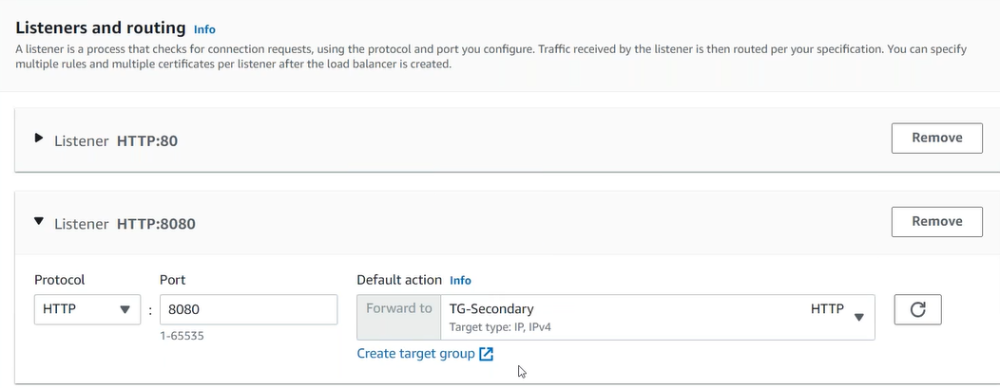 Listeners and routing Info
A listener is a process that checks for connection requests, using the protocol and port you configure. Traffic received by the listener is then routed per your specification. You can specify
multiple rules and multiple certificates per listener after the load balancer is created.
Listener HTTP:80
Remove
Listener HTTP:8080
Remove
Protocol
Port
Default action Info
HTTP
:
8080
Forward to
TG-Secondary
HTTP
Target type: IP, IPv4
1-65535
Create target group